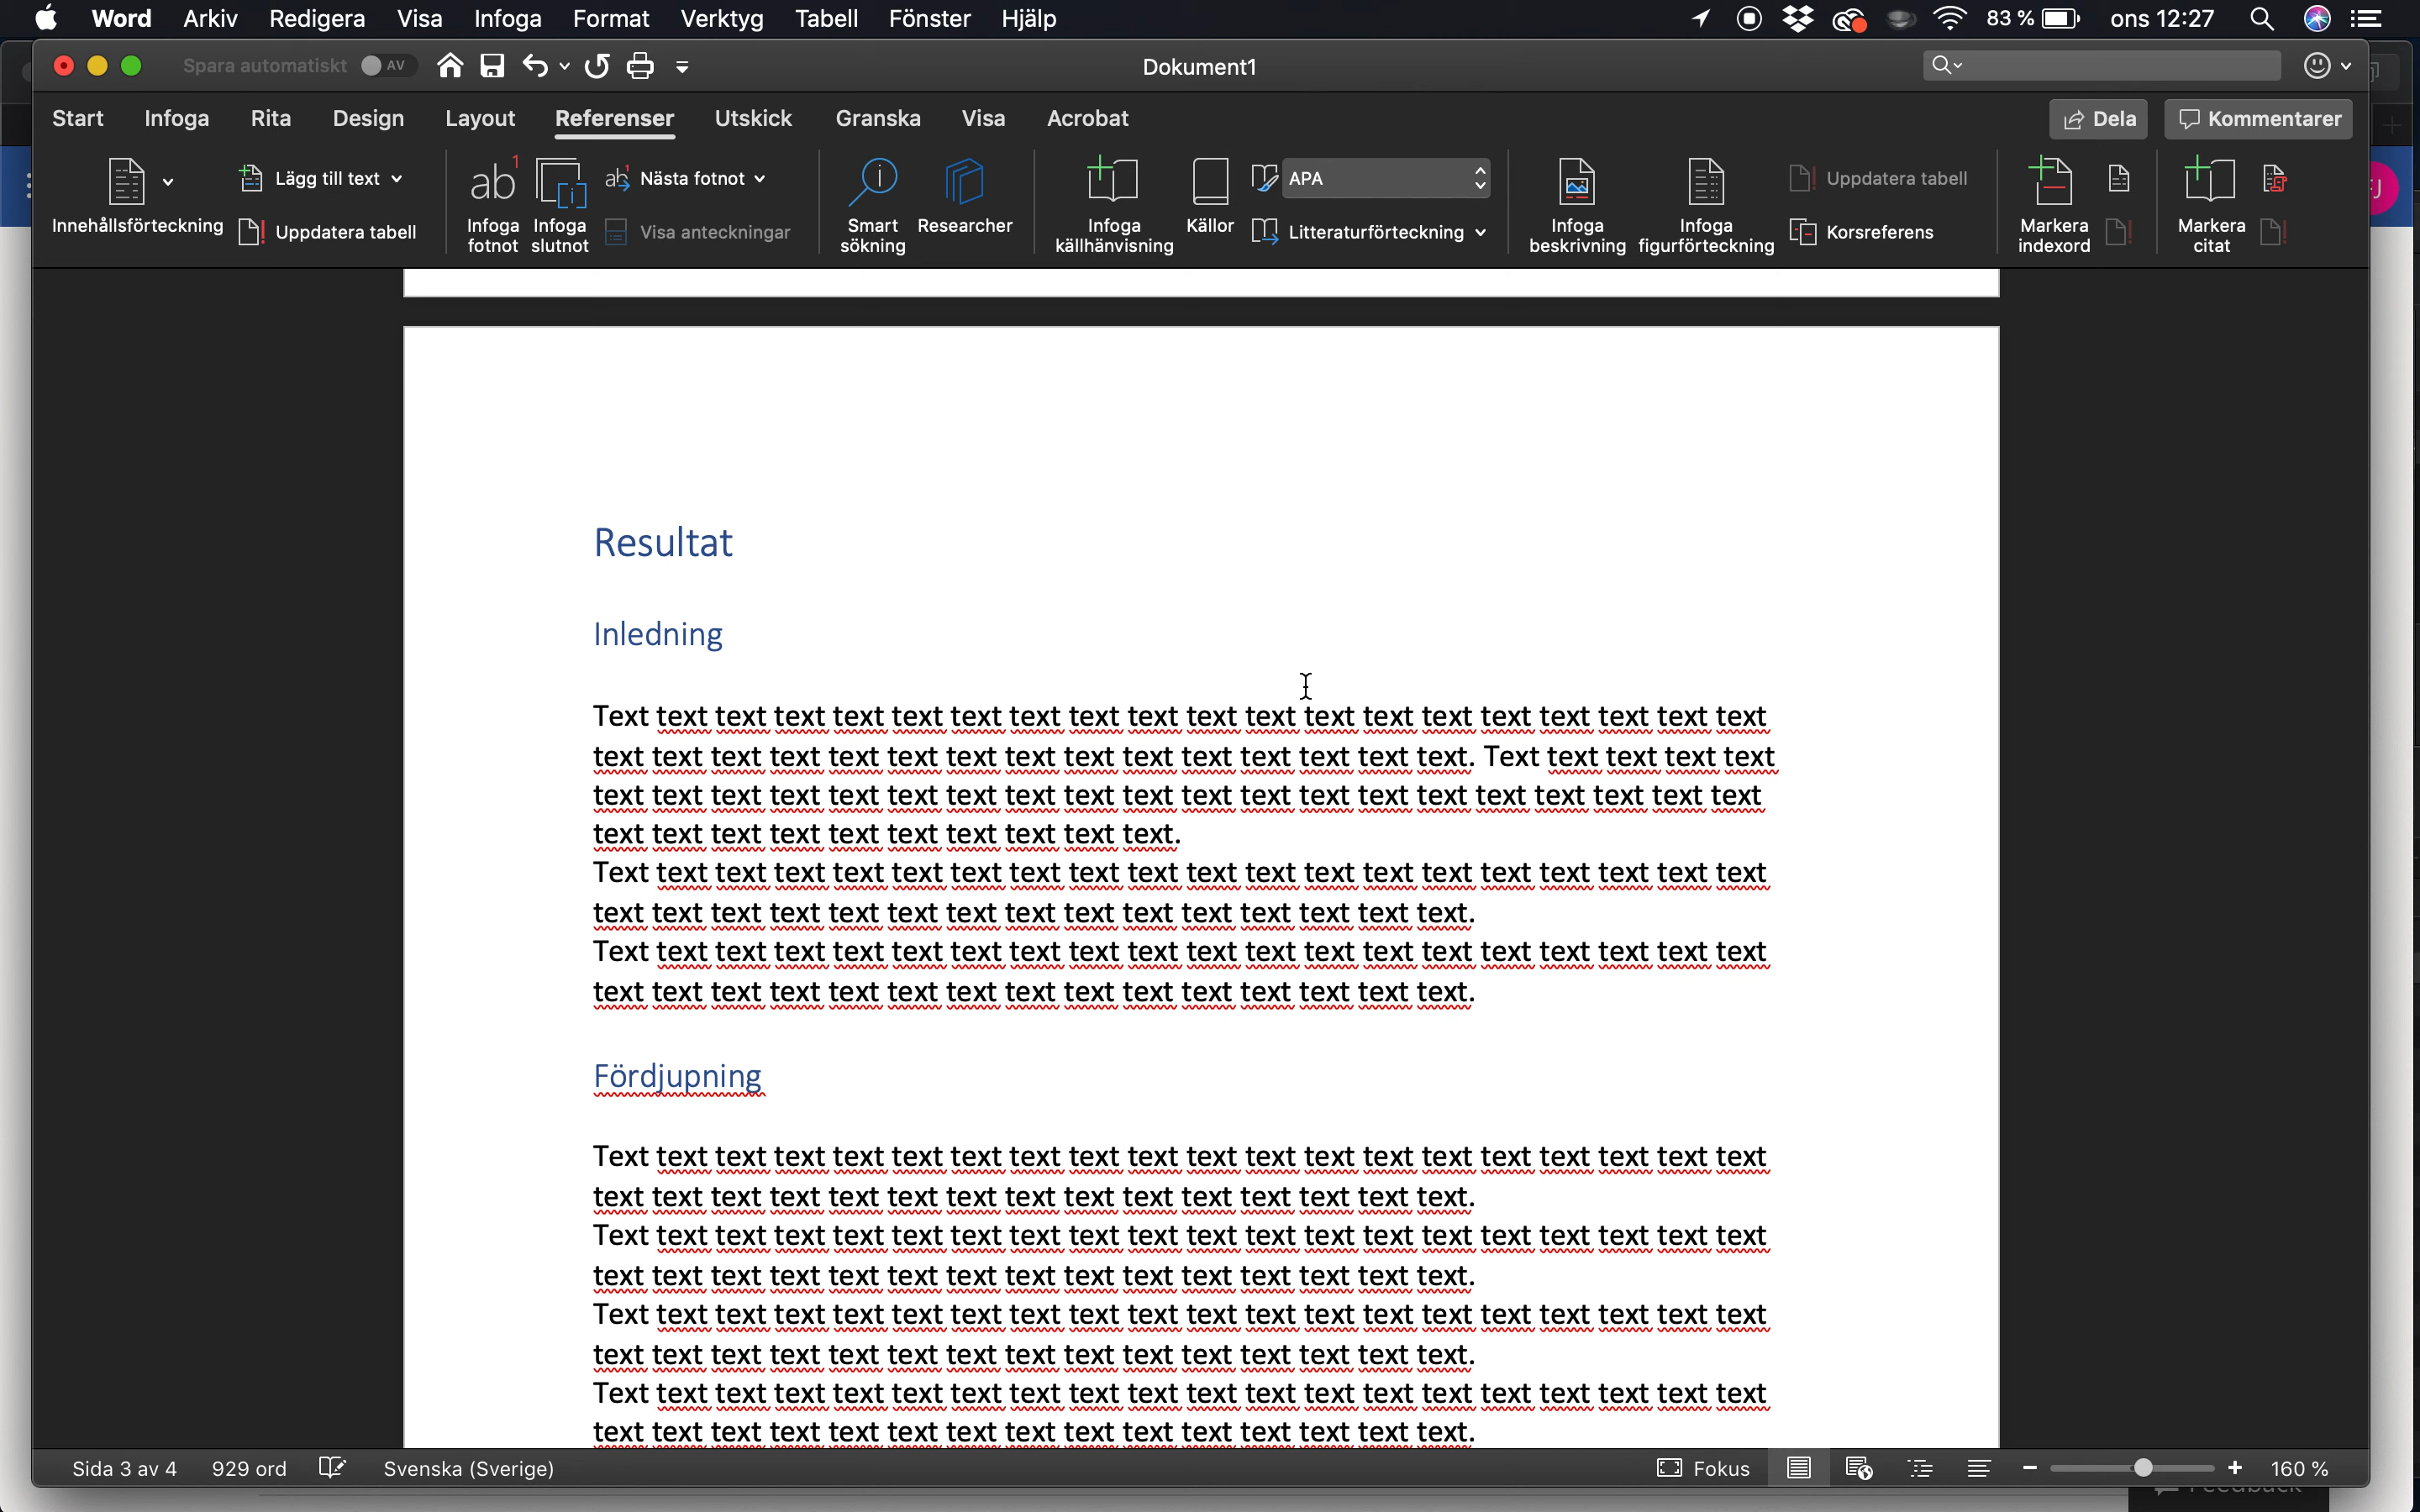 Word Arkiv Redigera Visa Infoga Format Verktyg Tabell Fönster Hjälp 83 % ons 12:27
Spara automatiskt AV Dokument1
Start Infoga Rita Design Layout Referenser Utskick Granska Visa Acrobat Dela Kommentarer
Innehållsförteckning
Lägg till text
Uppdatera tabell
ab 1
Infoga fotnot
Infoga slutnot
ab 1 Nästa fotnot
Visa anteckningar
Smart sökning
Researcher
Infoga källhänvisning
Källor
APA
Litteraturförteckning
Infoga beskrivning
Infoga figurförteckning
Uppdatera tabell
Korsreferens
Markera indexord
Markera citat
J
Resultat
Inledning
Text text text text text text text text text text text text text text text text text text text text
text text text text text text text text text text text text text text text. Text text text text text
text text text text text text text text text text text text text text text text text text text text
text text text text text text text text text text.
Text text text text text text text text text text text text text text text text text text text text
text text text text text text text text text text text text text text text.
Text text text text text text text text text text text text text text text text text text text text
text text text text text text text text text text text text text text text.
Fördjupning
Text text text text text text text text text text text text text text text text text text text text
text text text text text text text text text text text text text text text.
Text text text text text text text text text text text text text text text text text text text text
text text text text text text text text text text text text text text text.
Text text text text text text text text text text text text text text text text text text text text
text text text text text text text text text text text text text text text.
Text text text text text text text text text text text text text text text text text text text text
text text text text text text text text text text text text text text text.
Sida 3 av 4 929 ord Svenska (Sverige) Fokus 160 %
Feedback